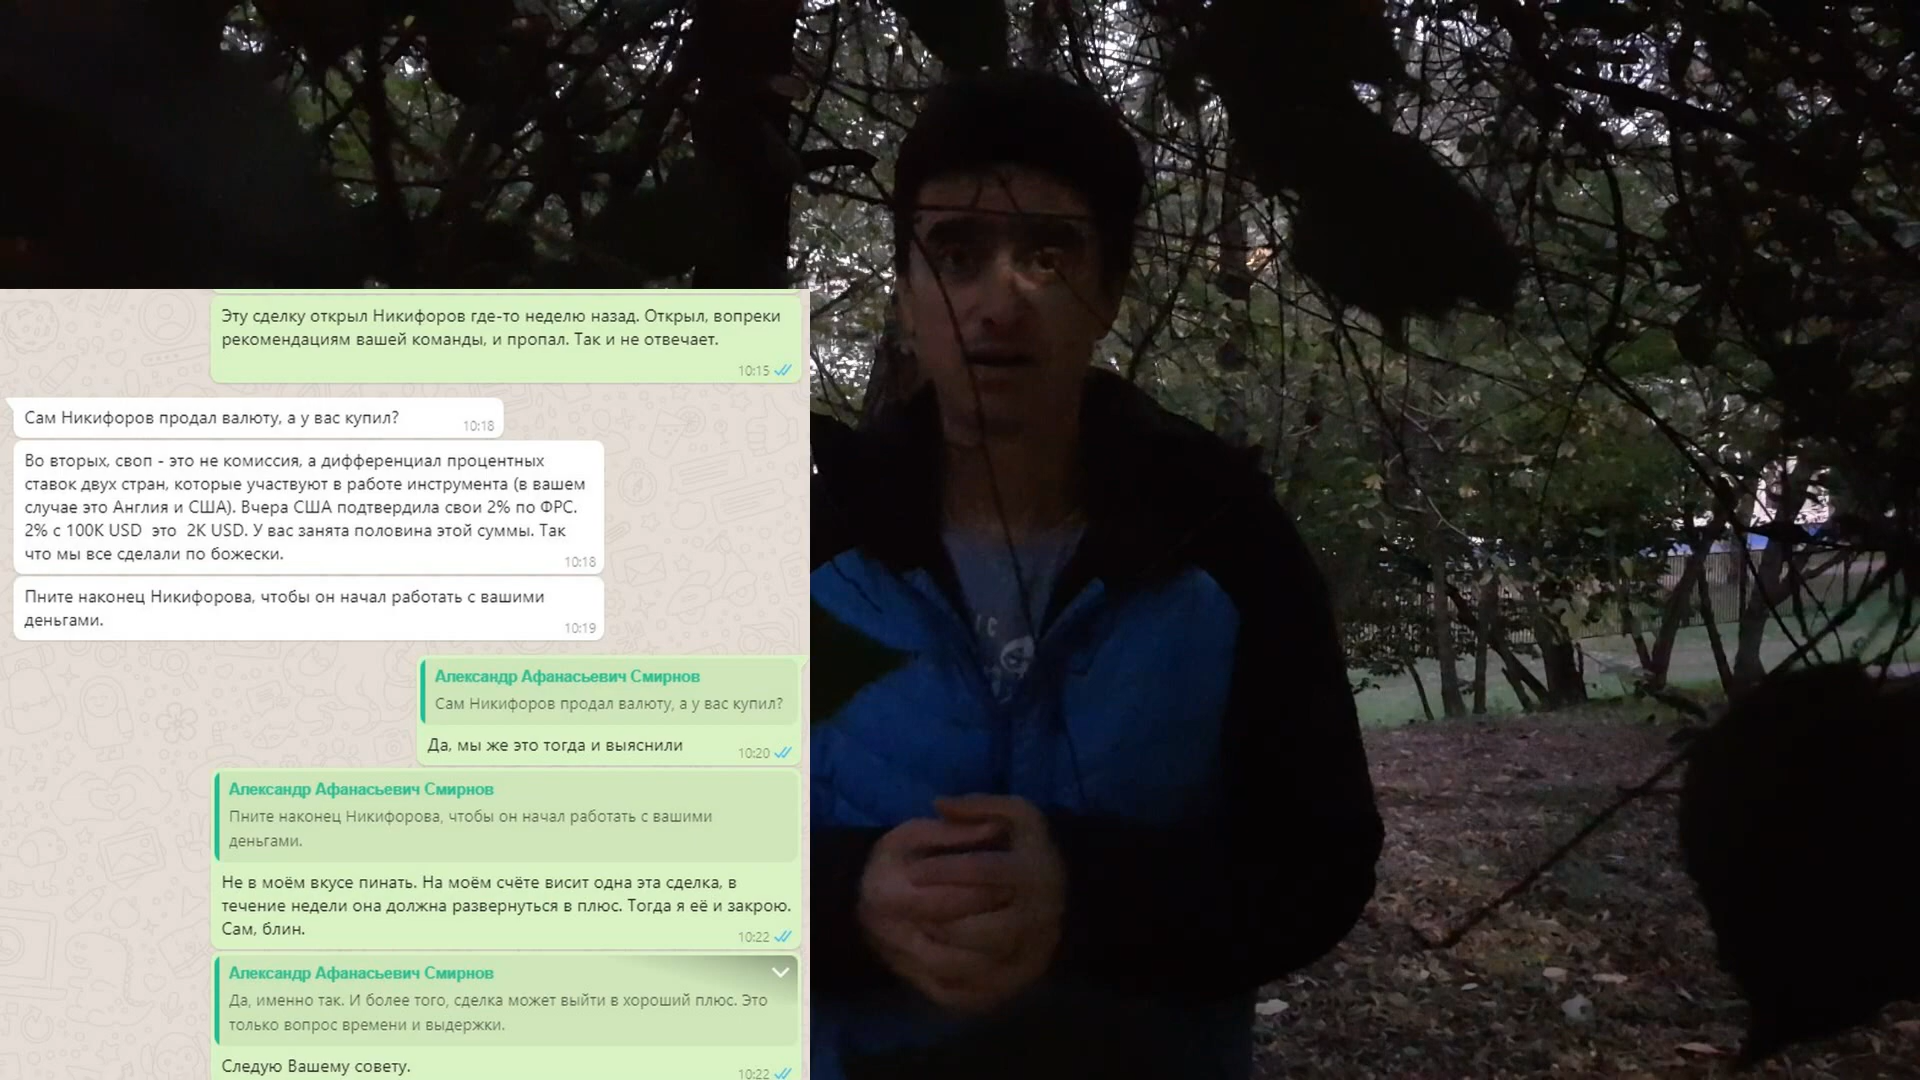 Эту сделку открыл Никифоров где-то неделю назад. Открыл, вопреки
рекомендациям вашей команды, и пропал. Так и не отвечает.
10:15
Сам Никифоров продал валюту, а у вас купил?
10:18
Во вторых, своп - это не комиссия, а дифференциал процентных
ставок двух стран, которые участвуют в работе инструмента (в вашем
случае это Англия и США). Вчера США подтвердила свои 2% по ФРС.
2% с 100K USD это 2K USD. У вас занята половина этой суммы. Так
что мы все сделали по божески.
10:18
Пните наконец Никифорова, чтобы он начал работать с вашими
деньгами.
10:19
Александр Афанасьевич Смирнов
Сам Никифоров продал валюту, а у вас купил?
Да, мы же это тогда и выяснили
10:20
Александр Афанасьевич Смирнов
Пните наконец Никифорова, чтобы он начал работать с вашими
деньгами.
Не в моём вкусе пинать. На моём счёте висит одна эта сделка, в
течение недели она должна развернуться в плюс. Тогда я её и закрою.
Сам, блин.
10:22
Александр Афанасьевич Смирнов
Да, именно так. И более того, сделка может выйти в хороший плюс. Это
только вопрос времени и выдержки.
Следую Вашему совету.
10:22